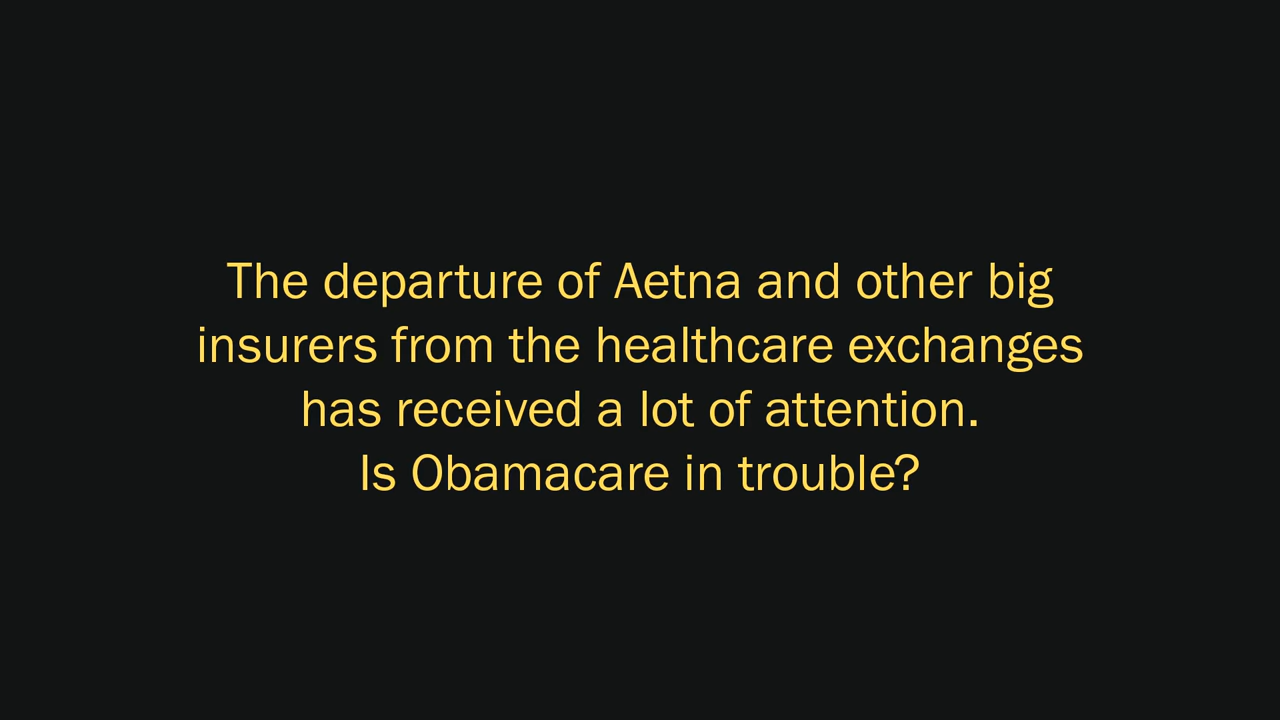 The departure of Aetna and other big
insurers from the healthcare exchanges
has received a lot of attention.
Is Obamacare in trouble?